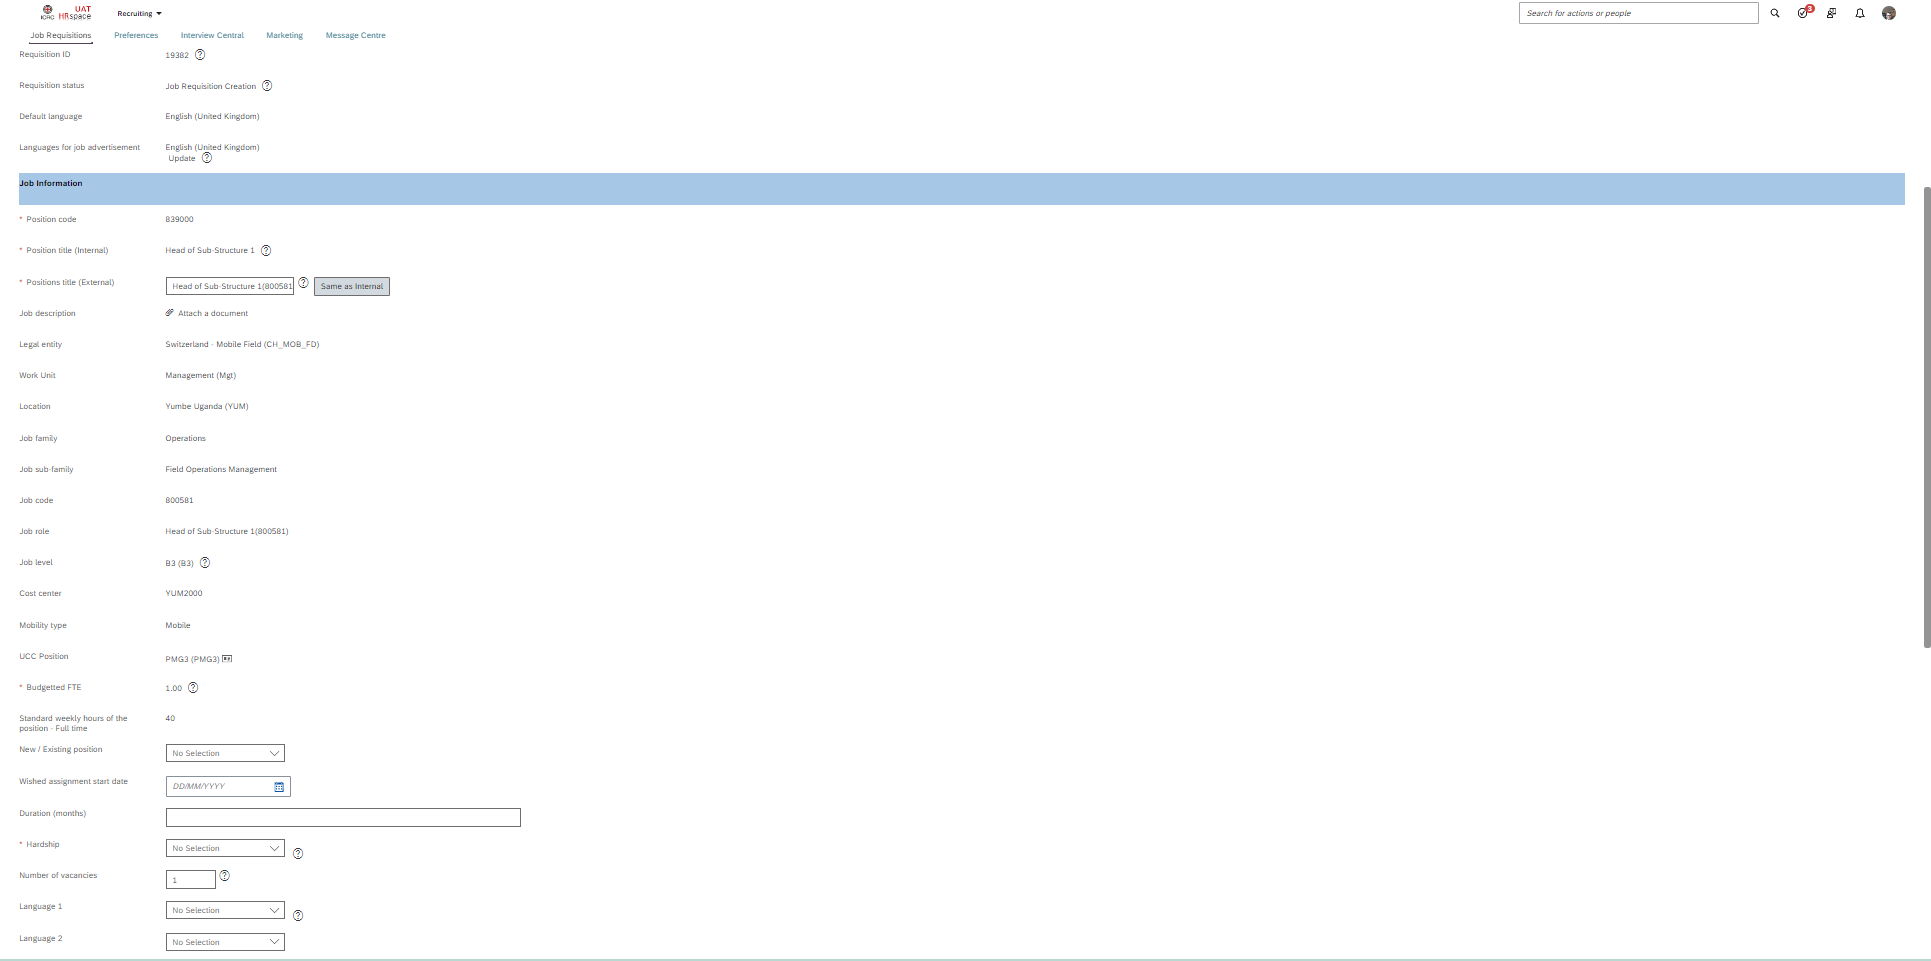 UAT
ICRC HRspace
Recruiting
Search for actions or people
3
Job Requisitions Preferences Interview Central Marketing Message Centre
Requisition ID 19382 ?
Requisition status Job Requisition Creation ?
Default language English (United Kingdom)
Languages for job advertisement English (United Kingdom)
Update ?
Job Information
* Position code 839000
* Position title (Internal) Head of Sub-Structure 1 ?
* Positions title (External) Head of Sub-Structure 1(800581 ? Same as Internal
Job description Attach a document
Legal entity Switzerland - Mobile Field (CH_MOB_FD)
Work Unit Management (Mgt)
Location Yumbe Uganda (YUM)
Job family Operations
Job sub-family Field Operations Management
Job code 800581
Job role Head of Sub-Structure 1(800581)
Job level B3 (B3) ?
Cost center YUM2000
Mobility type Mobile
UCC Position PMG3 (PMG3)
* Budgetted FTE 1.00 ?
Standard weekly hours of the 40
position - Full time
New / Existing position No Selection
Wished assignment start date DD/MM/YYYY
Duration (months)
* Hardship No Selection ?
Number of vacancies 1 ?
Language 1 No Selection ?
Language 2 No Selection